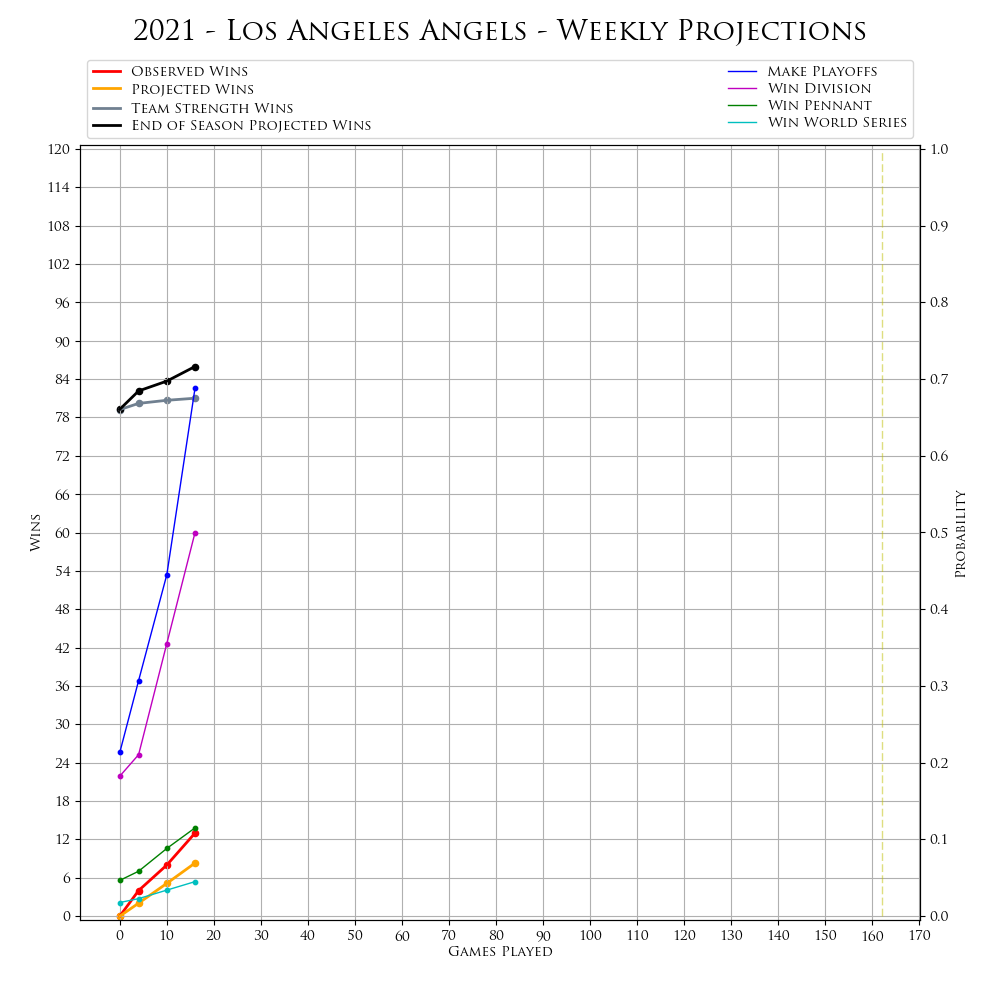 2021 - Los Angeles Angels - Weekly Projections
Observed Wins
Projected Wins
Team Strength Wins
End of Season Projected Wins
Make Playoffs
Win Division
Win Pennant
Win World Series
120
114
108
102
96
90
84
78
72
66
60
54
48
42
36
30
24
18
12
6
0
Wins
1.0
0.9
0.8
0.7
0.6
0.5
0.4
0.3
0.2
0.1
0.0
Probability
0 10 20 30 40 50 60 70 80 90 100 110 120 130 140 150 160 170
Games Played